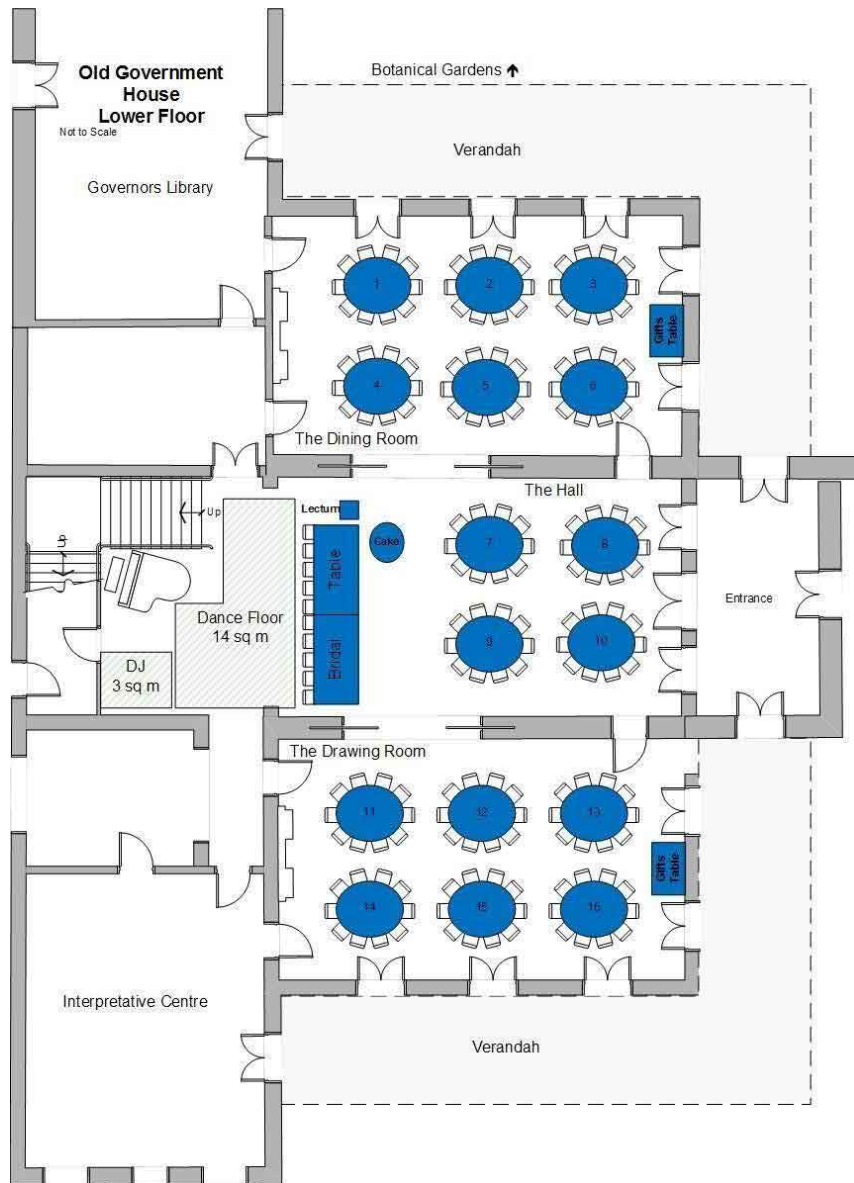 Old Government
House
Lower Floor
Not to Scale
Botanical Gardens ↑
Verandah
Governors Library
1
2
3
Gifts
Table
4
5
6
The Dining Room
The Hall
Up
Up
Lecturn
Cake
7
8
Table
Entrance
Dance Floor
14 sq m
9
10
Bridal
DJ
3 sq m
The Drawing Room
11
12
13
Gifts
Table
14
15
16
Interpretative Centre
Verandah